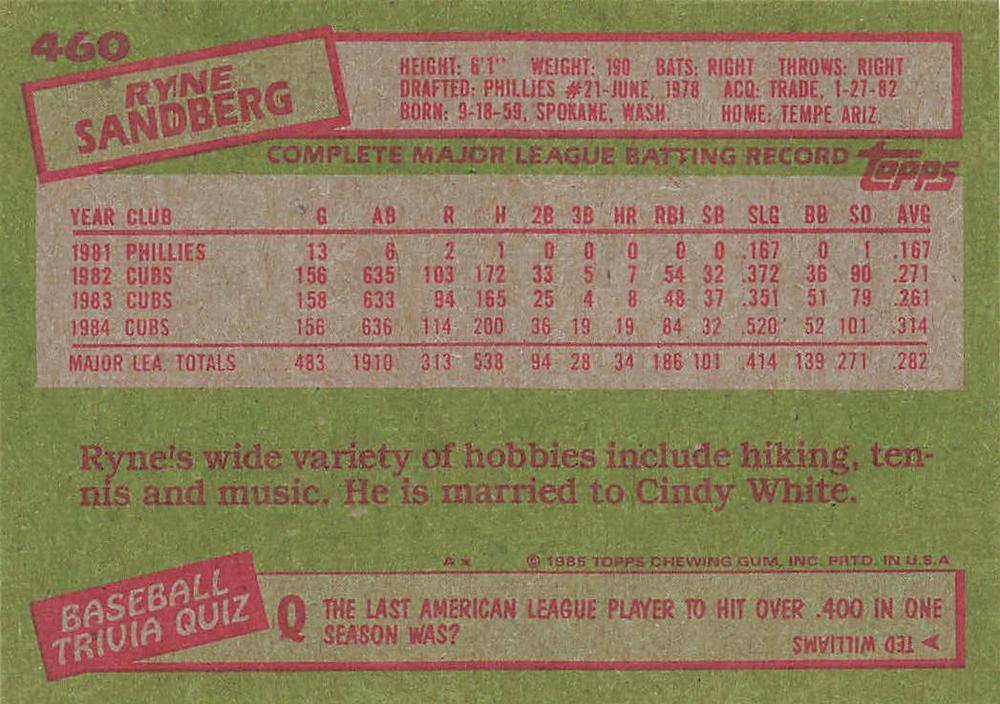 460
RYNE
SANDBERG
HEIGHT: 6'1" WEIGHT: 190 BATS: RIGHT THROWS: RIGHT
DRAFTED: PHILLIES #21-JUNE, 1978 ACQ: TRADE, 1-27-82
BORN: 9-18-59, SPOKANE, WASH. HOME: TEMPE ARIZ.
COMPLETE MAJOR LEAGUE BATTING RECORD
topps
YEAR CLUB G AB R H 2B 3B HR RBI SB SLG BB SO AVG
1981 PHILLIES 13 6 2 1 0 0 0 0 0 .167 0 1 .167
1982 CUBS 156 635 103 172 33 5 7 54 32 .372 36 90 .271
1983 CUBS 158 633 94 165 25 4 8 48 37 .351 51 79 .261
1984 CUBS 156 636 114 200 36 19 19 84 32 .520 52 101 .314
MAJOR LEA. TOTALS 483 1910 313 538 94 28 34 186 101 .414 139 271 .282
Ryne's wide variety of hobbies include hiking, ten-
nis and music. He is married to Cindy White.
A* © 1985 TOPPS CHEWING GUM, INC. PRTD. IN U.S.A
BASEBALL
TRIVIA QUIZ
Q THE LAST AMERICAN LEAGUE PLAYER TO HIT OVER .400 IN ONE
SEASON WAS?
TED WILLIAMS